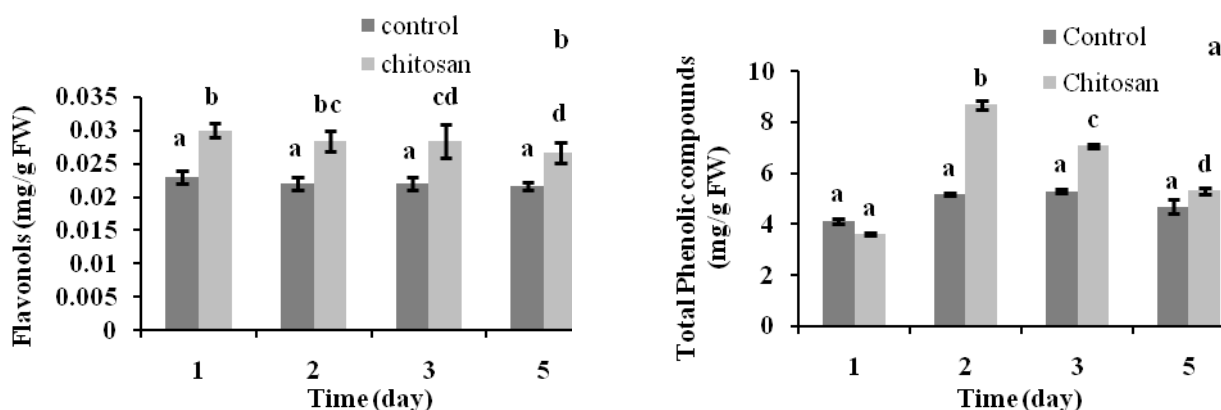 control
chitosan
b
Flavonols (mg/g FW)
0.035
0.03
0.025
0.02
0.015
0.01
0.005
0
a
b
a
bc
a
cd
a
d
1
2
3
5
Time (day)
Control
Chitosan
a
Total Phenolic compounds
(mg/g FW)
10
8
6
4
2
0
a
a
a
b
a
c
a
d
1
2
3
5
Time (day)